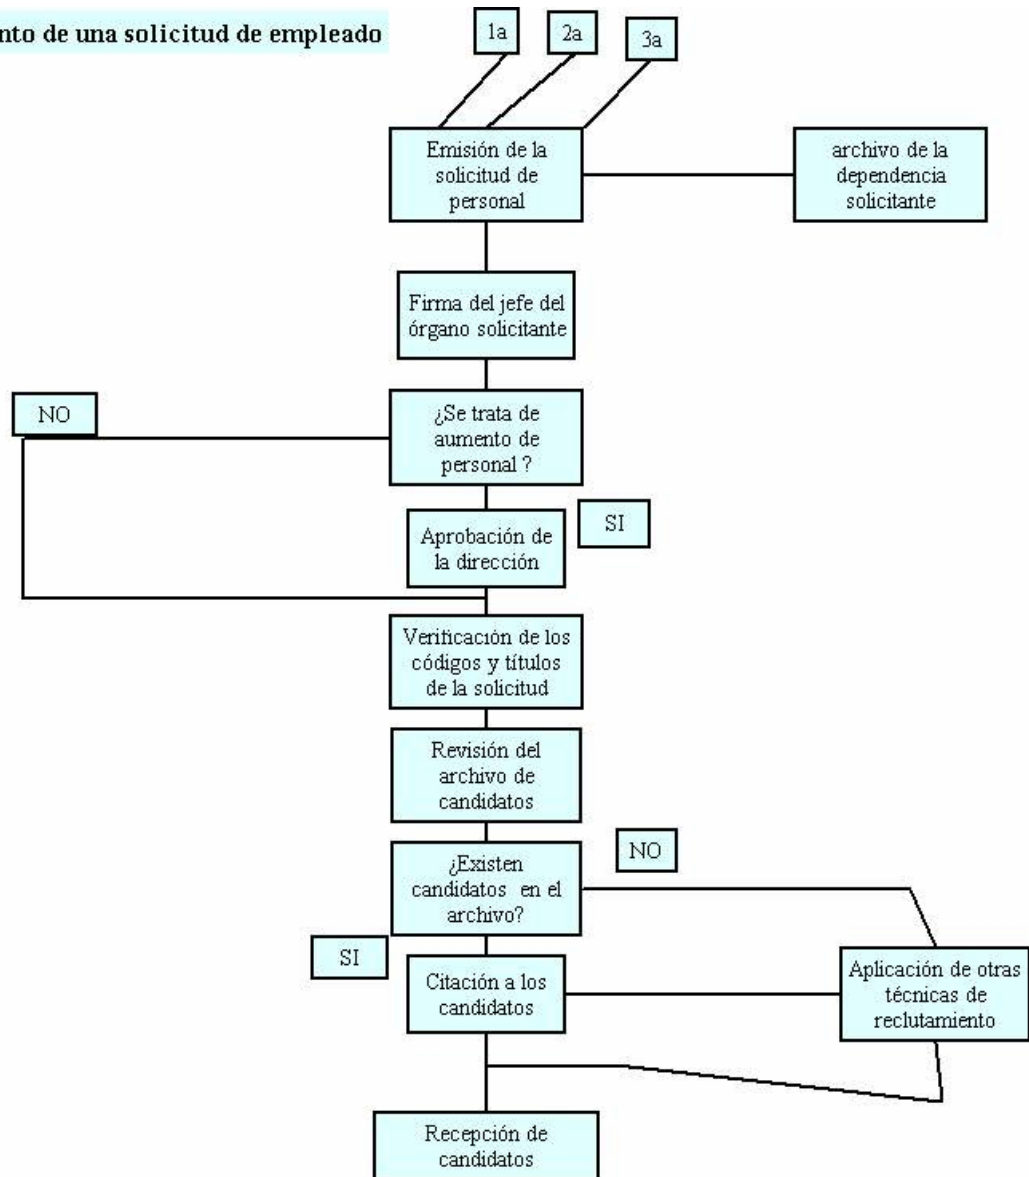 nto de una solicitud de empleado
1a
2a
3a
Emisión de la
solicitud de
personal
archivo de la
dependencia
solicitante
Firma del jefe del
órgano solicitante
NO
¿Se trata de
aumento de
personal ?
SI
Aprobación de
la dirección
Verificación de los
códigos y títulos
de la solicitud
Revisión del
archivo de
candidatos
NO
¿Existen
candidatos en el
archivo?
SI
Citación a los
candidatos
Aplicación de otras
técnicas de
reclutamiento
Recepción de
candidatos